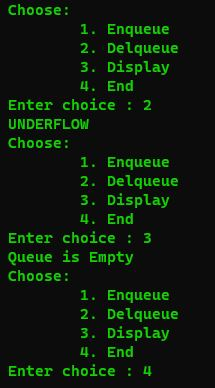 Choose:
1. Enqueue
2. Delqueue
3. Display
4. End
Enter choice : 2
UNDERFLOW
Choose:
1. Enqueue
2. Delqueue
3. Display
4. End
Enter choice : 3
Queue is Empty
Choose:
1. Enqueue
2. Delqueue
3. Display
4. End
Enter choice : 4